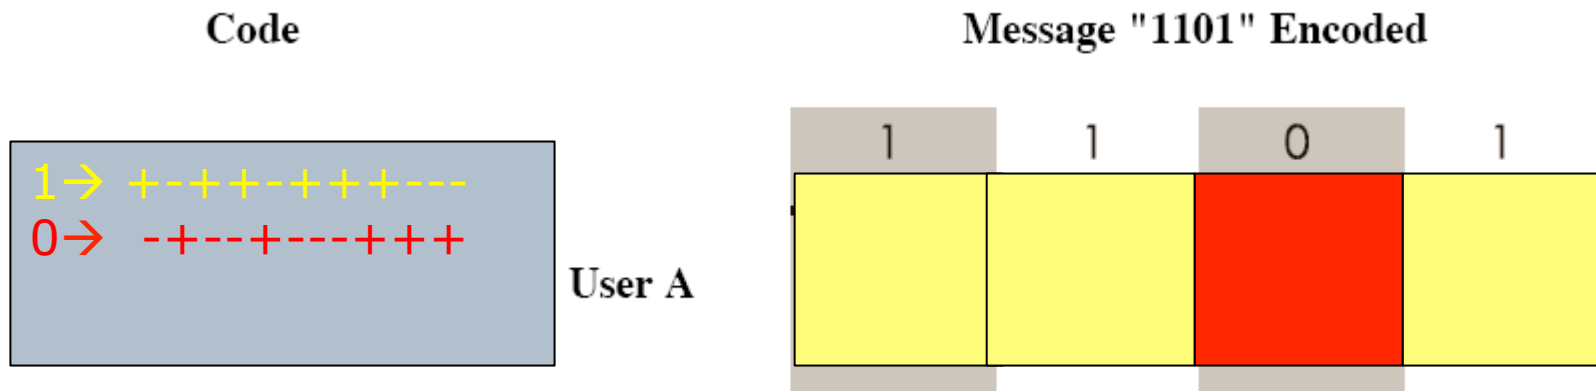 Code
Message "1101" Encoded
1 1 0 1
1→ +-++-+++---
0→ -+--+---+++
User A